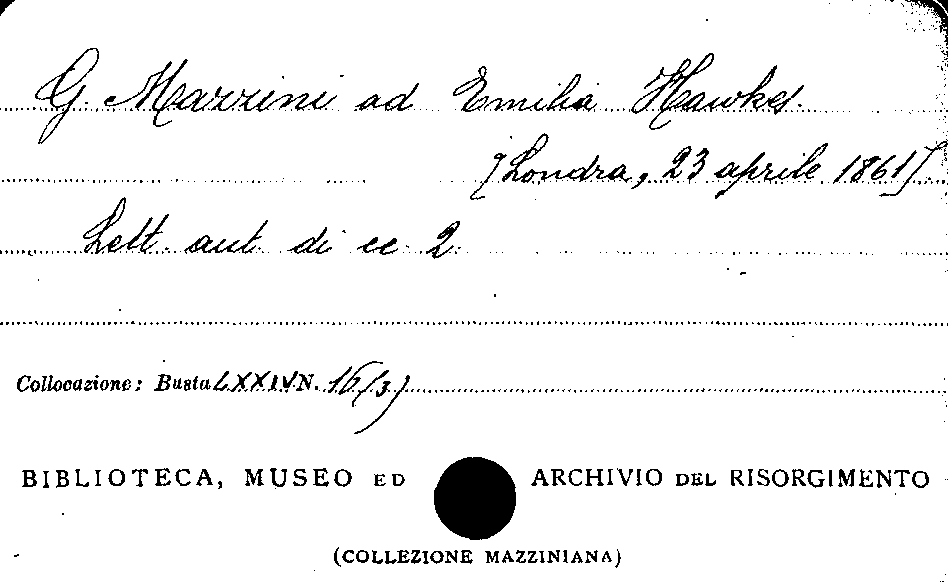 G. Mazzini ad Emilia Hawkes.
[Londra, 23 aprile 1861]
Lett. aut. di cc. 2.
Collocazione: Busta LXXIV N. 16(3)
BIBLIOTECA, MUSEO ED ARCHIVIO DEL RISORGIMENTO
(COLLEZIONE MAZZINIANA)